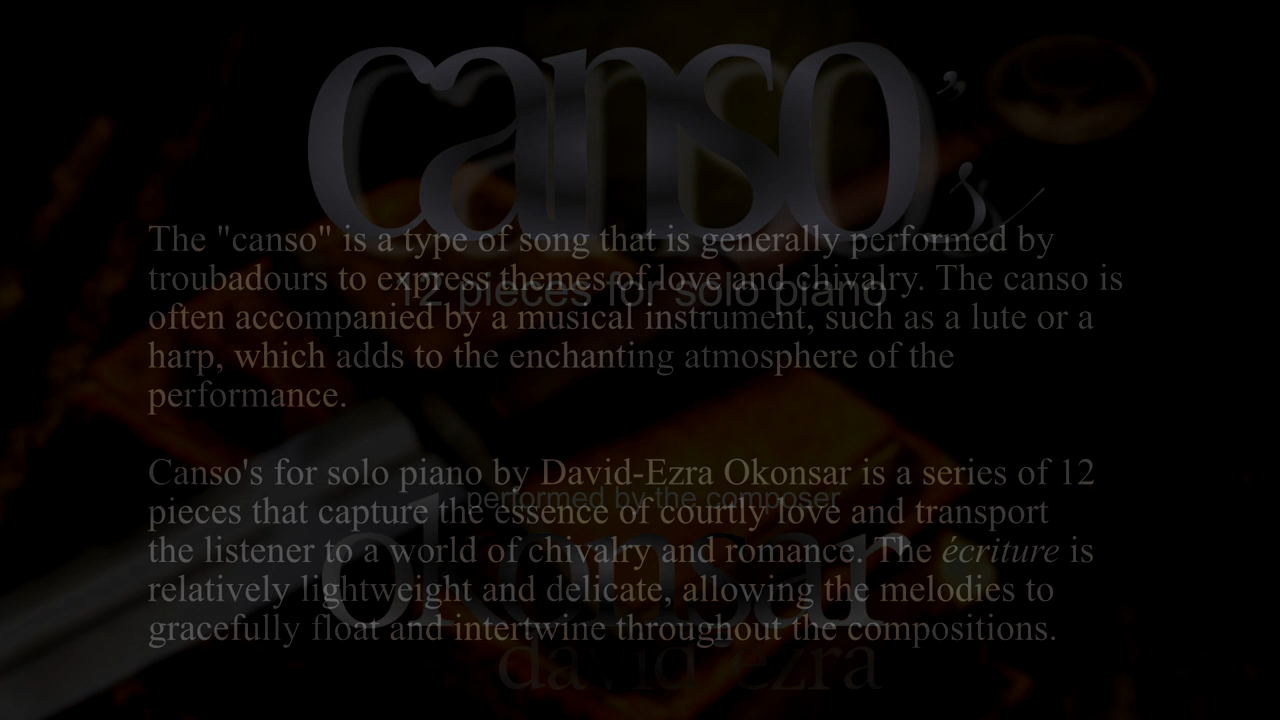 canso's
12 pieces for solo piano
The "canso" is a type of song that is generally performed by
troubadours to express themes of love and chivalry. The canso is
often accompanied by a musical instrument, such as a lute or a
harp, which adds to the enchanting atmosphere of the
performance.
Canso's for solo piano by David-Ezra Okonsar is a series of 12
pieces that capture the essence of courtly love and transport
the listener to a world of chivalry and romance. The écriture is
relatively lightweight and delicate, allowing the melodies to
gracefully float and intertwine throughout the compositions.
performed by the composer
okonsar
david ezra